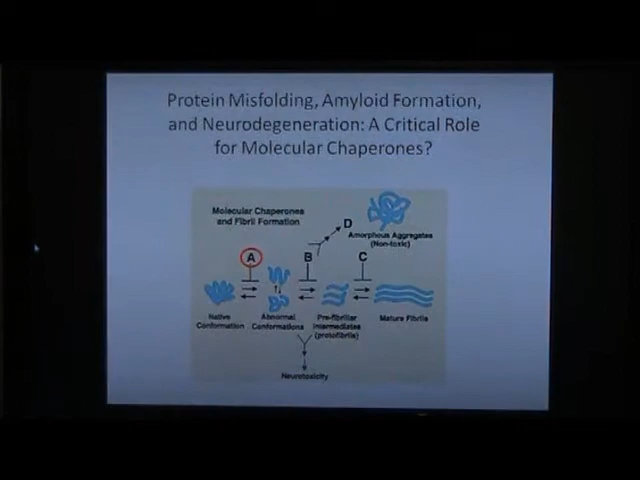 Protein Misfolding, Amyloid Formation,
and Neurodegeneration: A Critical Role
for Molecular Chaperones?
Molecular Chaperones
and Fibril Formation
D
Amorphous Aggregates
(Non-toxic)
A
B
C
Native
Conformation
Abnormal
Conformations
Pre-fibrillar
Intermediates
(protofibrils)
Mature Fibrils
Neurotoxicity